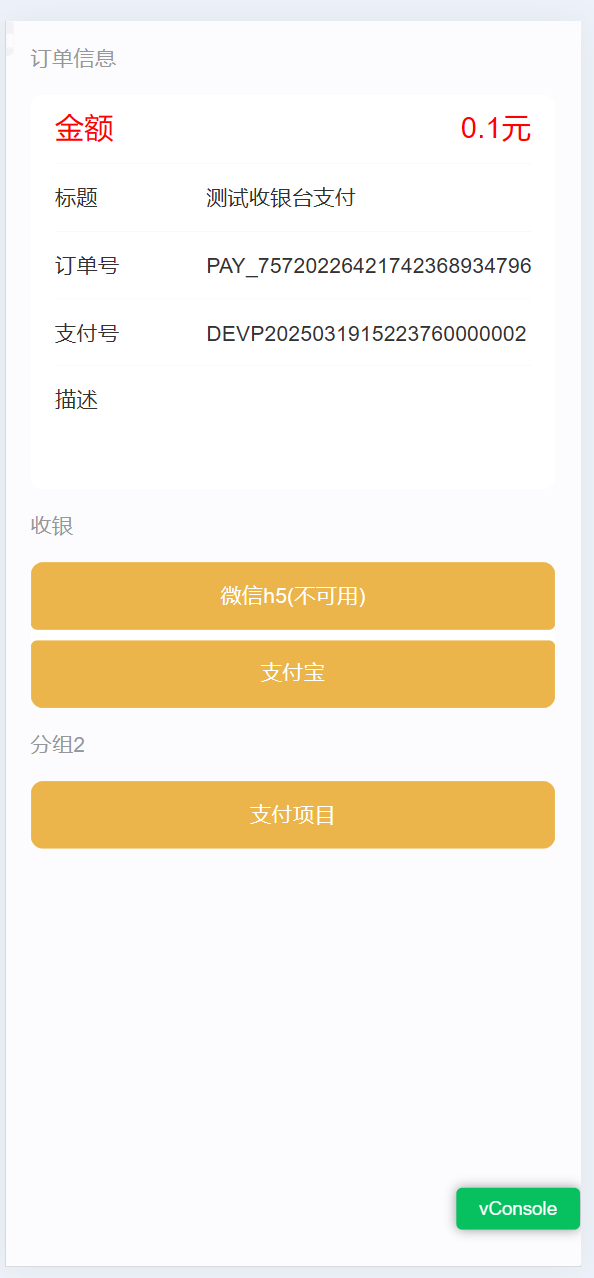 订单信息
金额 0.1元
标题 测试收银台支付
订单号 PAY_75720226421742368934796
支付号 DEVP2025031915223760000002
描述
收银
微信h5(不可用)
支付宝
分组2
支付项目
vConsole